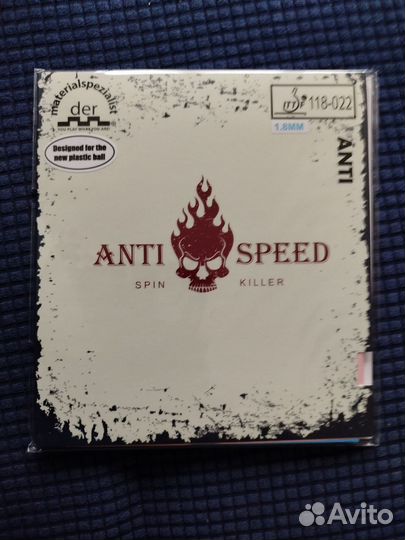 materialspezialist
der
YOU PLAY WHAT YOU ARE
®
Designed for the
new plastic ball
ITTF 118-022
1.8MM
ANTI
ANTI SPEED
SPIN KILLER
Avito